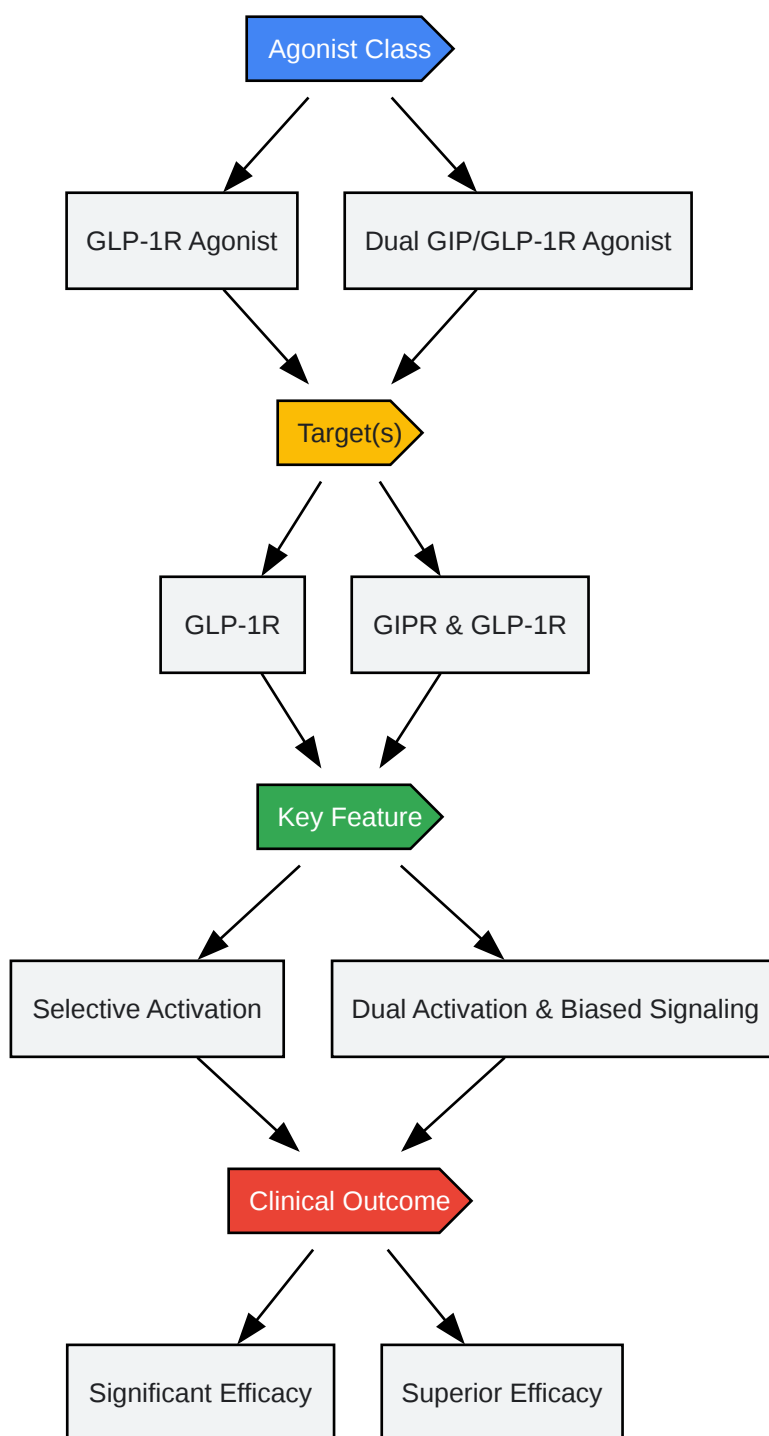 Agonist Class
GLP-1R Agonist
Dual GIP/GLP-1R Agonist
Target(s)
GLP-1R
GIPR & GLP-1R
Key Feature
Selective Activation
Dual Activation & Biased Signaling
Clinical Outcome
Significant Efficacy
Superior Efficacy